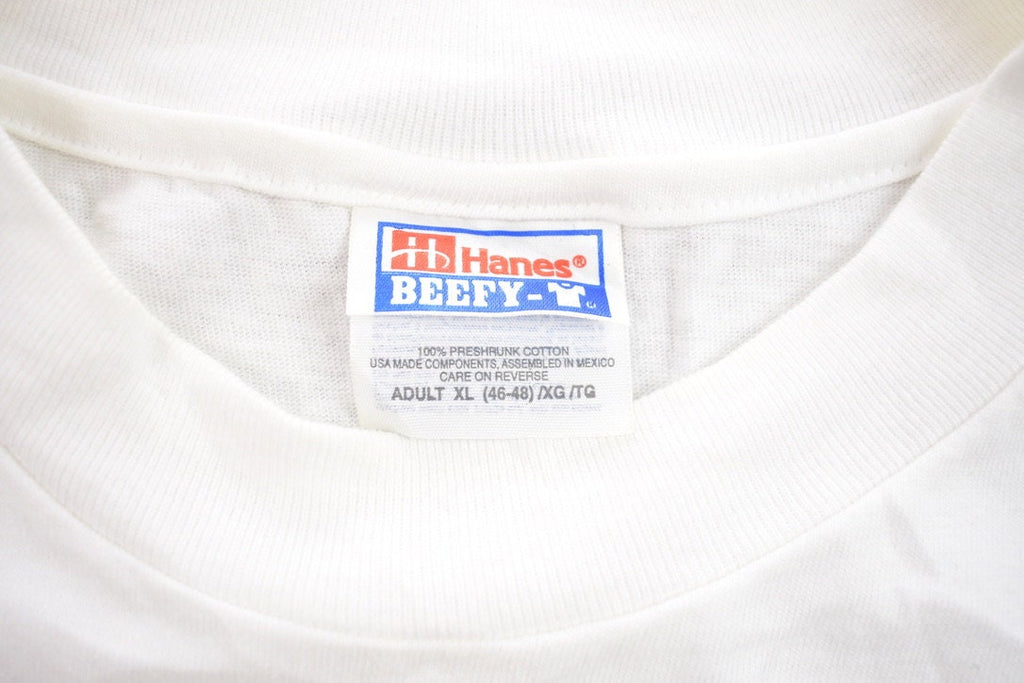 Hanes®
BEEFY-
100% PRESHRUNK COTTON
USA MADE COMPONENTS, ASSEMBLED IN MEXICO
CARE ON REVERSE
ADULT XL (46-48) /XG /TG